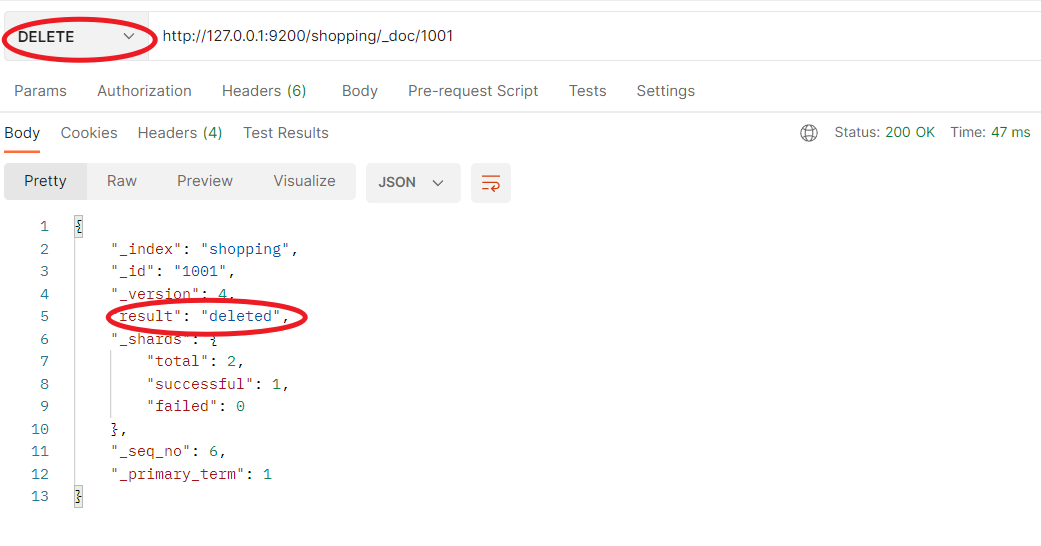 DELETE http://127.0.0.1:9200/shopping/_doc/1001
Params Authorization Headers (6) Body Pre-request Script Tests Settings
Body Cookies Headers (4) Test Results Status: 200 OK Time: 47 ms
Pretty Raw Preview Visualize JSON
1 {
2 "_index": "shopping",
3 "_id": "1001",
4 "_version": 4,
5 "result": "deleted",
6 "_shards": {
7 "total": 2,
8 "successful": 1,
9 "failed": 0
10 },
11 "_seq_no": 6,
12 "_primary_term": 1
13 }